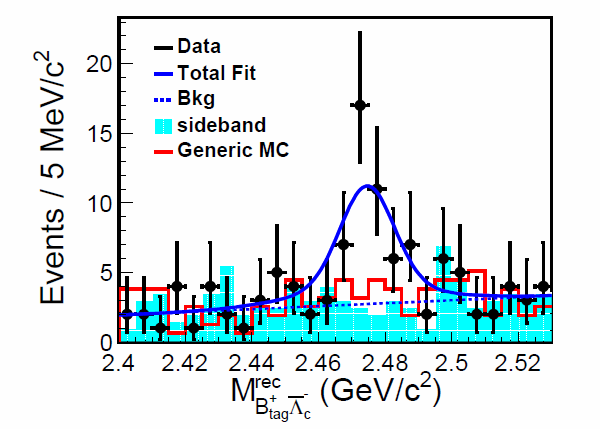 Events / 5 MeV/c²
20
15
10
5
0
Data
Total Fit
Bkg
sideband
Generic MC
2.4 2.42 2.44 2.46 2.48 2.5 2.52
M^rec_B⁺_tag Λ̅⁻_c (GeV/c²)